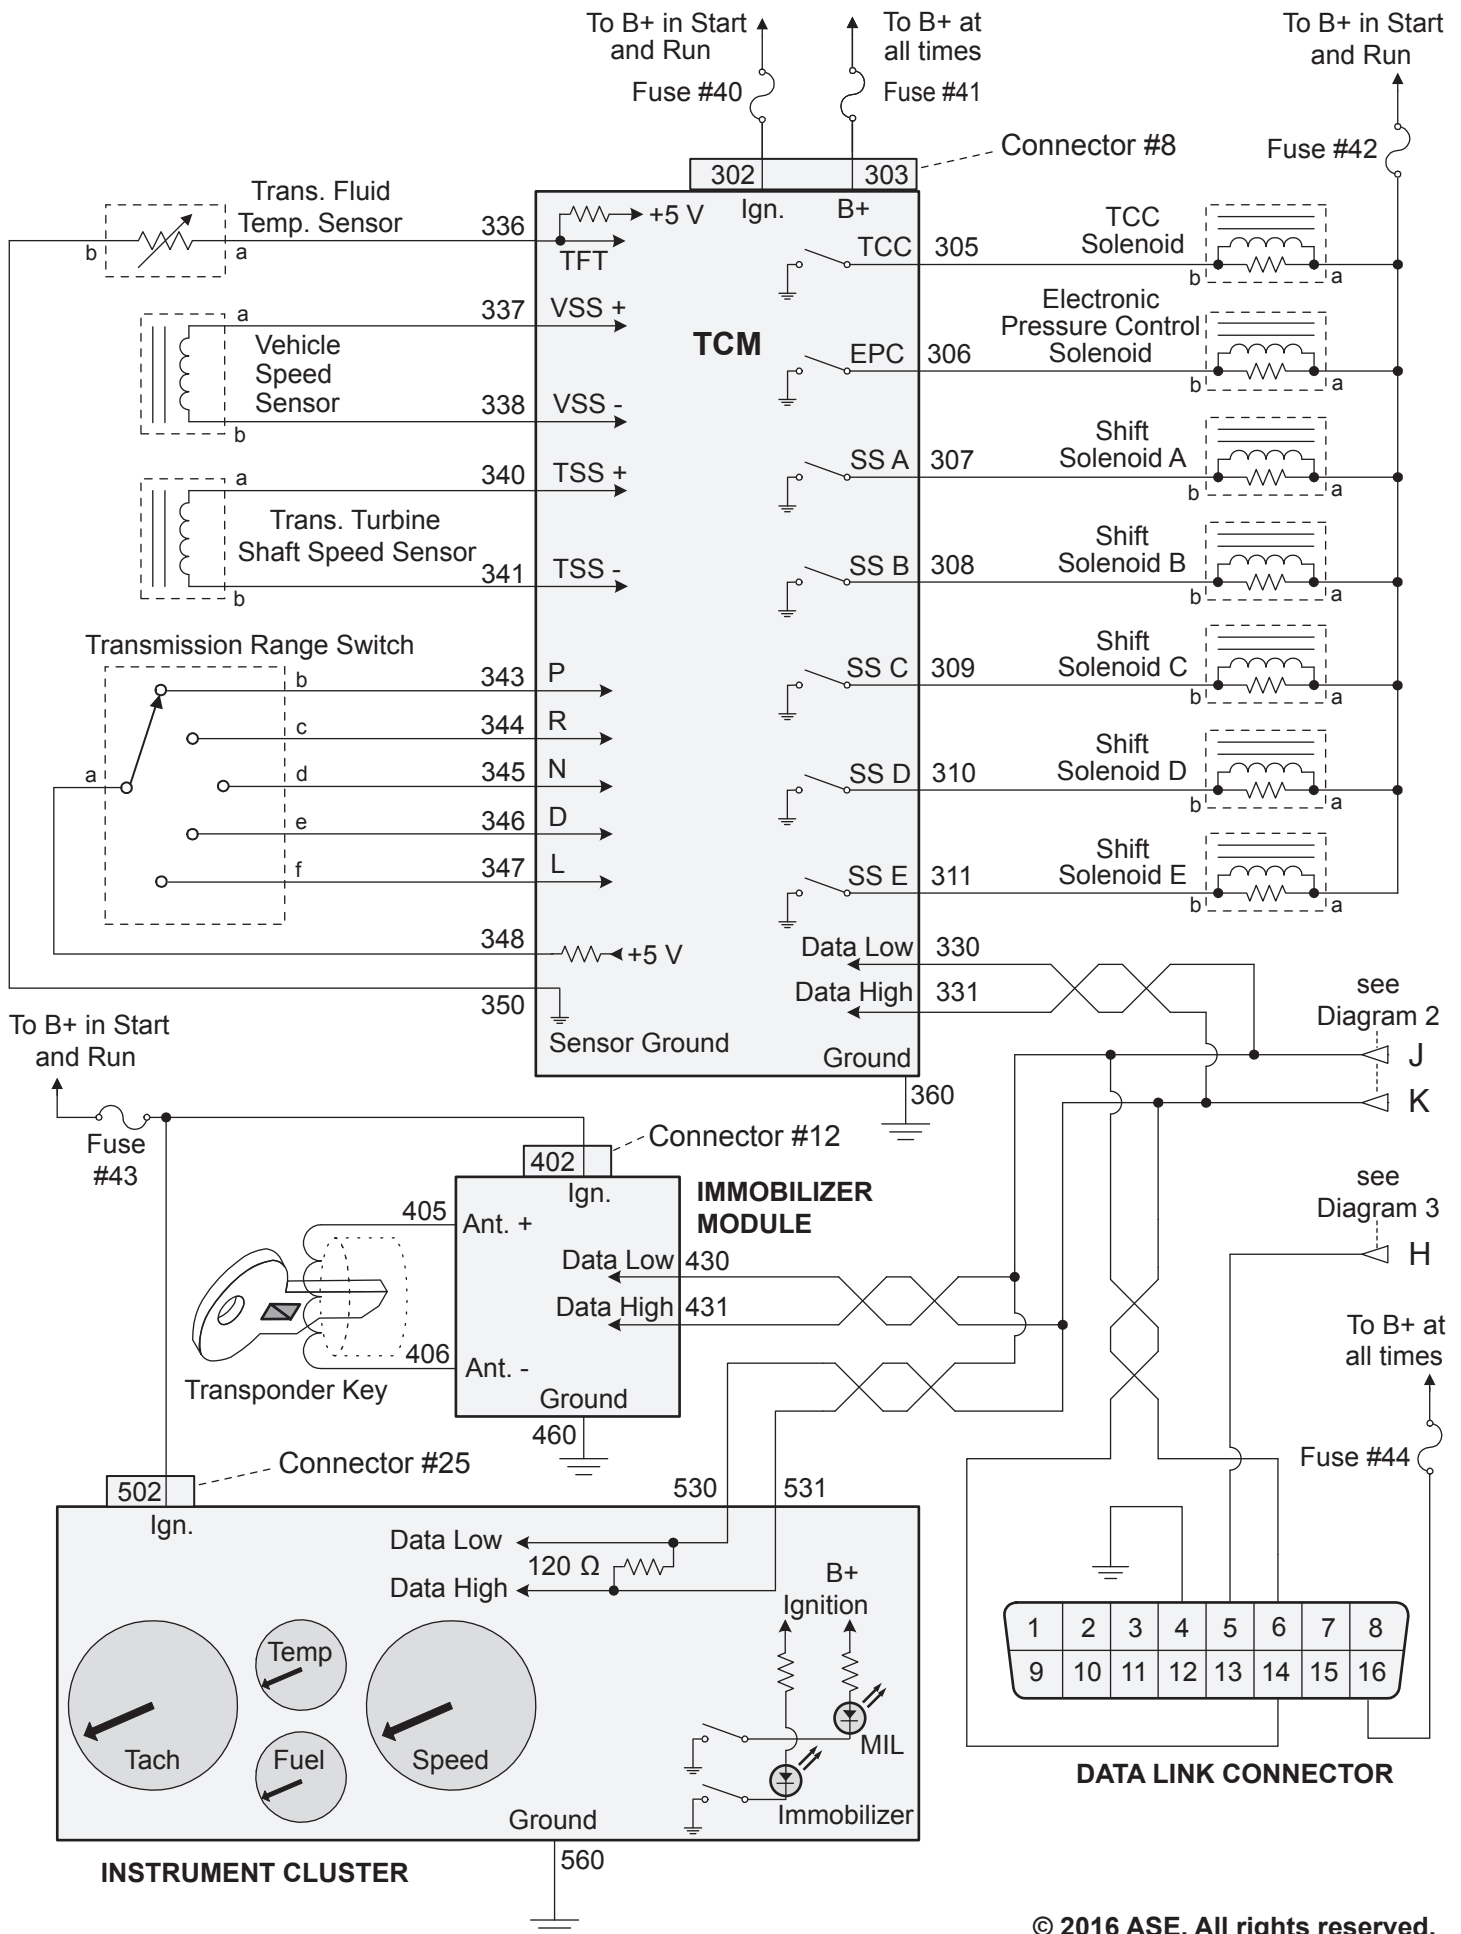 To B+ in Start
and Run
Fuse #40
To B+ at
all times
Fuse #41
To B+ in Start
and Run
Fuse #42
Connector #8
302
303
Ign.
B+
TCM
Trans. Fluid
Temp. Sensor
b
a
336
+5 V
TFT
a
Vehicle
Speed
Sensor
b
337
VSS +
338
VSS -
a
Trans. Turbine
Shaft Speed Sensor
b
340
TSS +
341
TSS -
Transmission Range Switch
a
b
343
P
c
344
R
d
345
N
e
346
D
f
347
L
348
+5 V
350
Sensor Ground
TCC
305
TCC
Solenoid
b
a
EPC
306
Electronic
Pressure Control
Solenoid
b
a
SS A
307
Shift
Solenoid A
b
a
SS B
308
Shift
Solenoid B
b
a
SS C
309
Shift
Solenoid C
b
a
SS D
310
Shift
Solenoid D
b
a
SS E
311
Shift
Solenoid E
b
a
Data Low
330
Data High
331
Ground
360
see
Diagram 2
J
K
see
Diagram 3
H
To B+ in Start
and Run
Fuse
#43
Connector #12
402
Ign.
IMMOBILIZER
MODULE
405
Ant. +
406
Ant. -
Transponder Key
Data Low
430
Data High
431
Ground
460
To B+ at
all times
Fuse #44
Connector #25
502
Ign.
530
531
Data Low
120 Ω
Data High
B+
Ignition
MIL
Immobilizer
Tach
Temp
Fuel
Speed
Ground
560
INSTRUMENT CLUSTER
1 2 3 4 5 6 7 8
9 10 11 12 13 14 15 16
DATA LINK CONNECTOR
© 2016 ASE. All rights reserved.